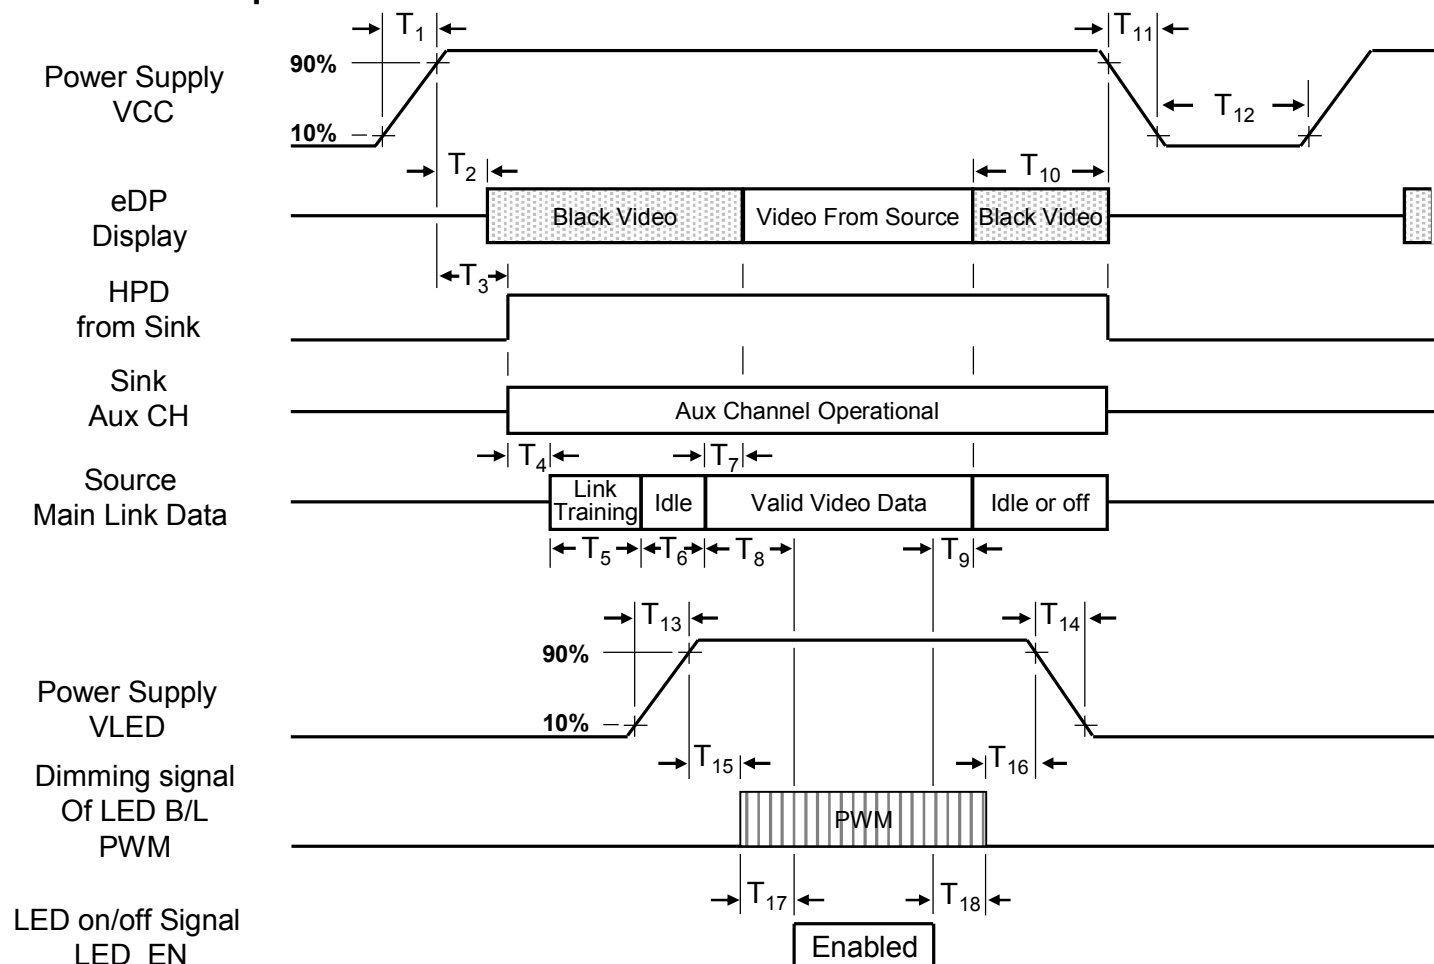 T1
T11
90%
Power Supply
VCC
T12
10%
T2
T10
eDP
Display
Black Video
Video From Source
Black Video
T3
HPD
from Sink
Sink
Aux CH
Aux Channel Operational
T4
T7
Source
Main Link Data
Link
Training
Idle
Valid Video Data
Idle or off
T5
T6
T8
T9
T13
T14
90%
Power Supply
VLED
10%
T15
T16
Dimming signal
Of LED B/L
PWM
PWM
T17
T18
LED on/off Signal
LED_EN
Enabled